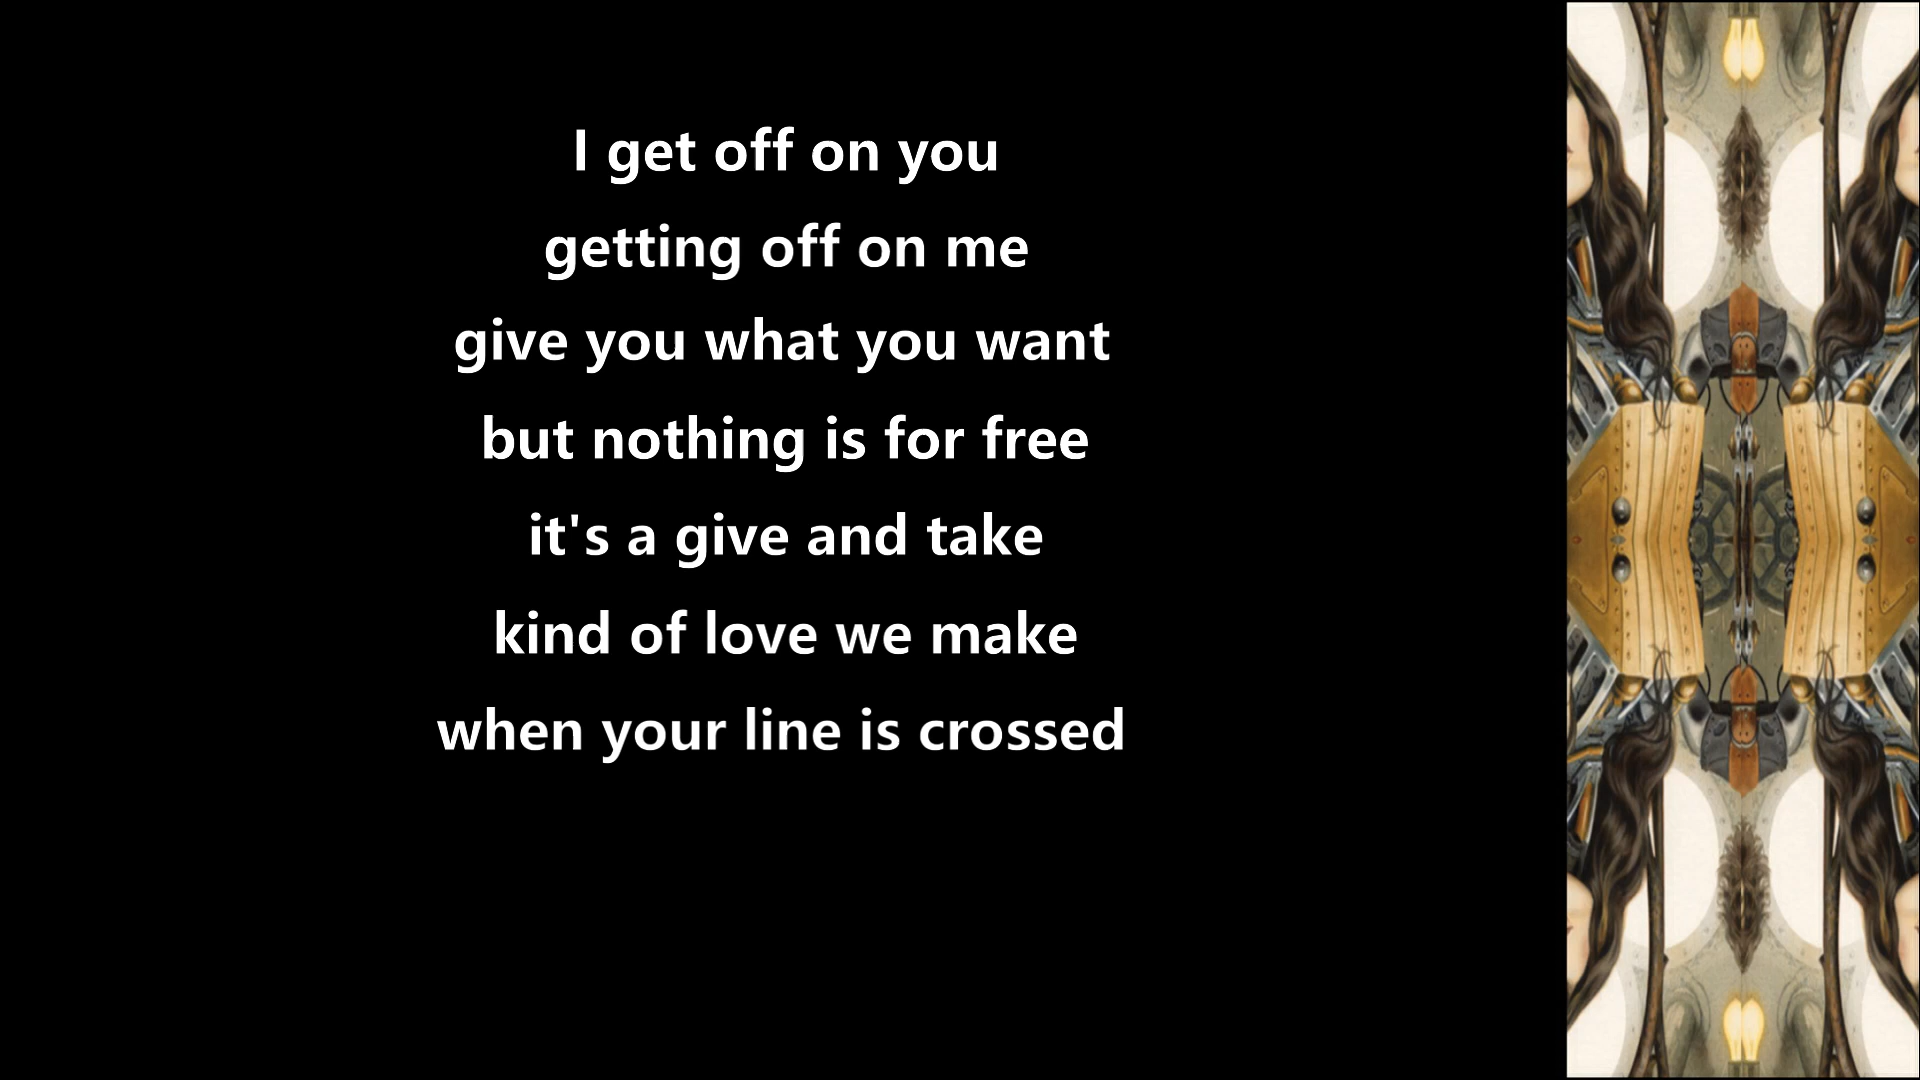 I get off on you
getting off on me
give you what you want
but nothing is for free
it's a give and take
kind of love we make
when your line is crossed